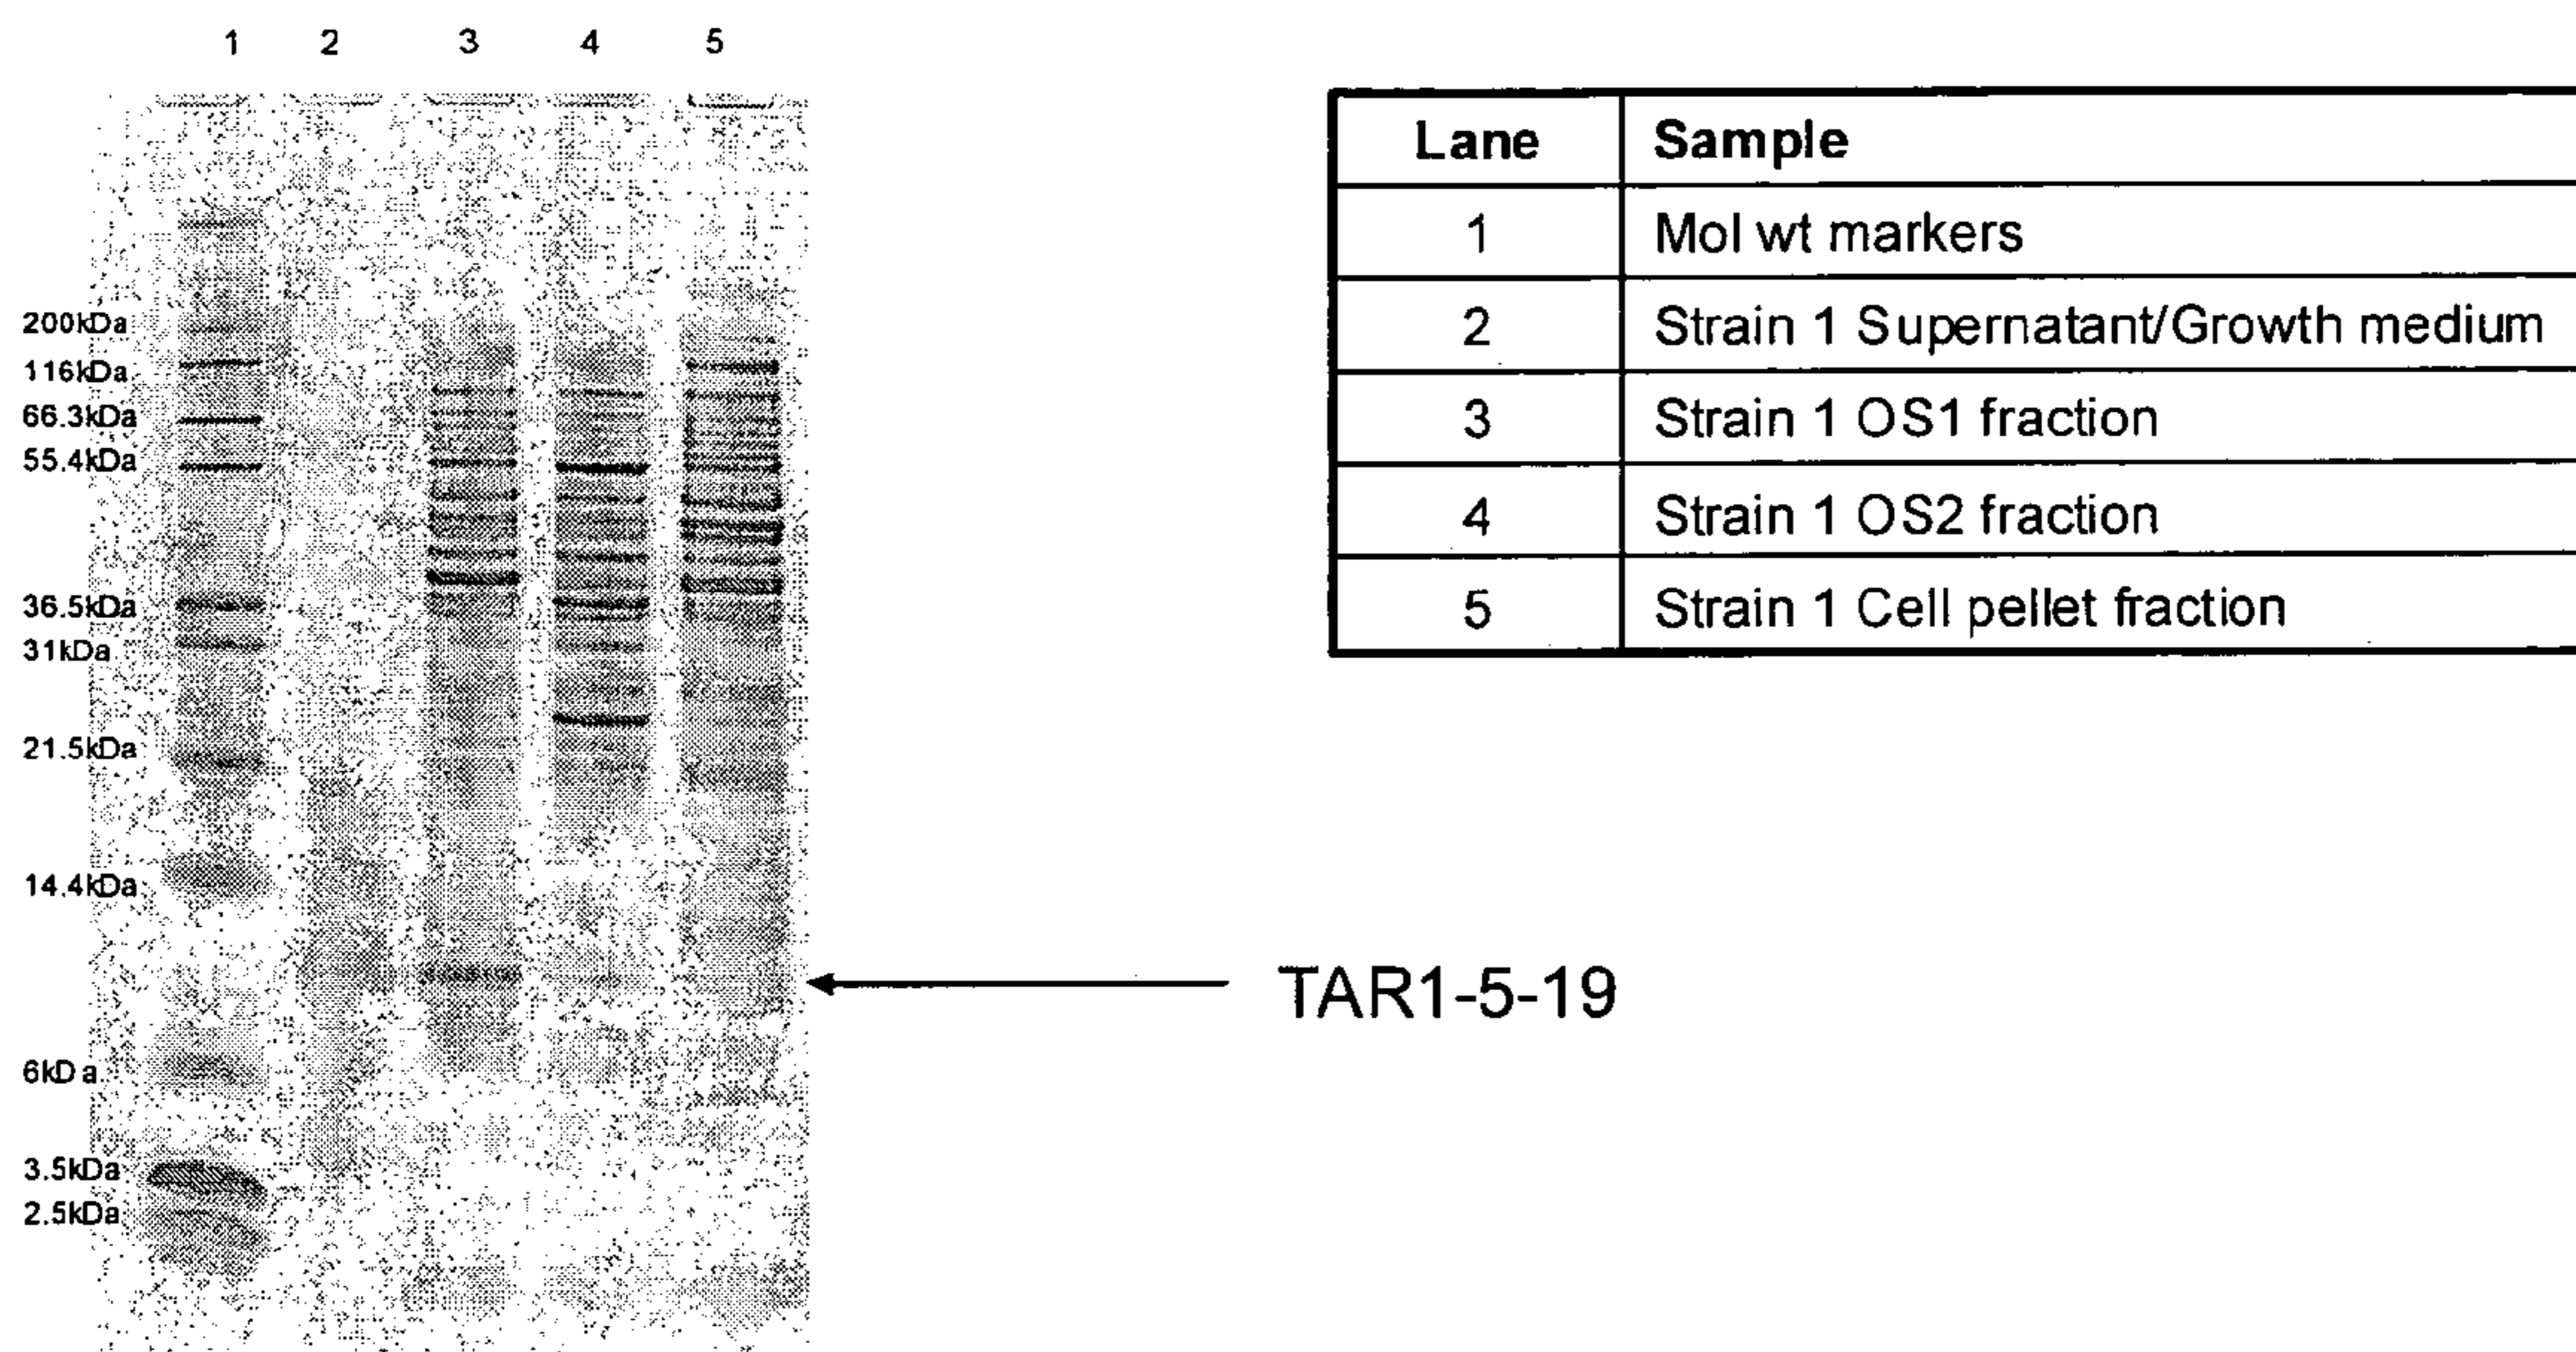 1 2 3 4 5
200kDa
116kDa
66.3kDa
55.4kDa
36.5kDa
31kDa
21.5kDa
14.4kDa
6kDa
3.5kDa
2.5kDa
Lane Sample
1 Mol wt markers
2 Strain 1 Supernatant/Growth medium
3 Strain 1 OS1 fraction
4 Strain 1 OS2 fraction
5 Strain 1 Cell pellet fraction
TAR1-5-19